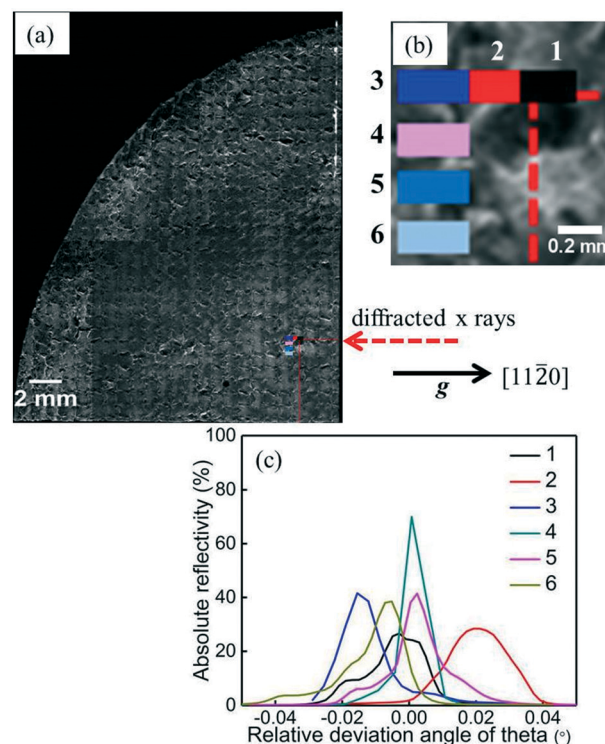 (a)
2 mm
(b)
2 1
3
4
5
6
0.2 mm
diffracted x rays
g [112̅0]
(c)
Absolute reflectivity (%)
100
80
60
40
20
0
1
2
3
4
5
6
-0.04 -0.02 0.00 0.02 0.04
Relative deviation angle of theta (°)